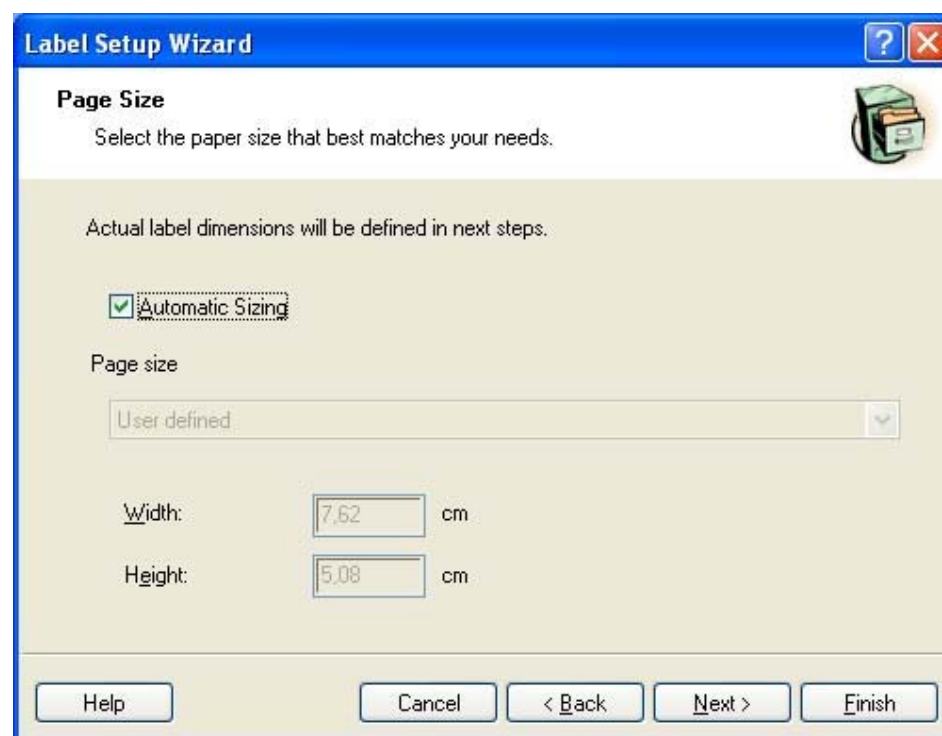 Label Setup Wizard
?
Page Size
Select the paper size that best matches your needs.
Actual label dimensions will be defined in next steps.
Automatic Sizing
Page size
User defined
Width: 7,62 cm
Height: 5,08 cm
Help Cancel < Back Next > Finish